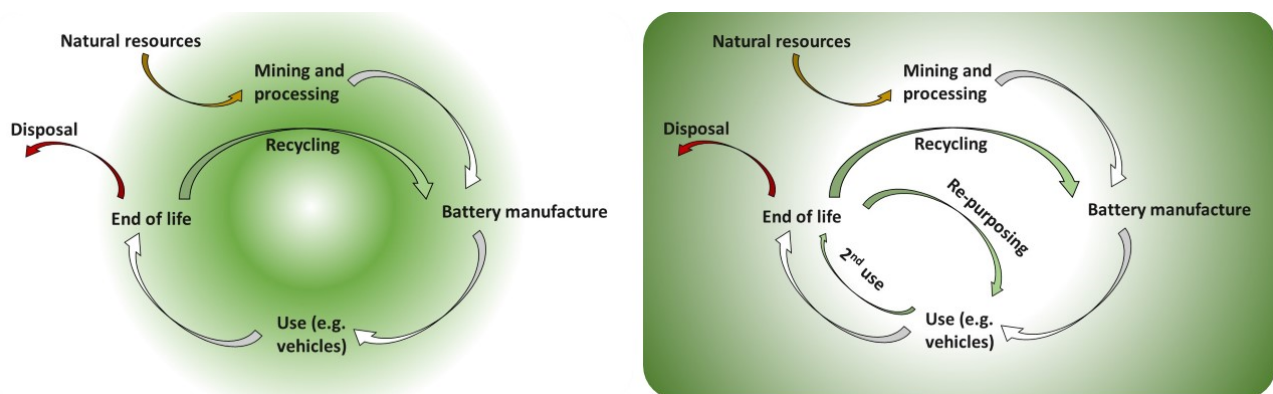 Natural resources
Mining and
processing
Disposal
Recycling
End of life
Battery manufacture
Use (e.g.
vehicles)
Natural resources
Mining and
processing
Disposal
Recycling
Re-purposing
End of life
Battery manufacture
2nd use
Use (e.g.
vehicles)